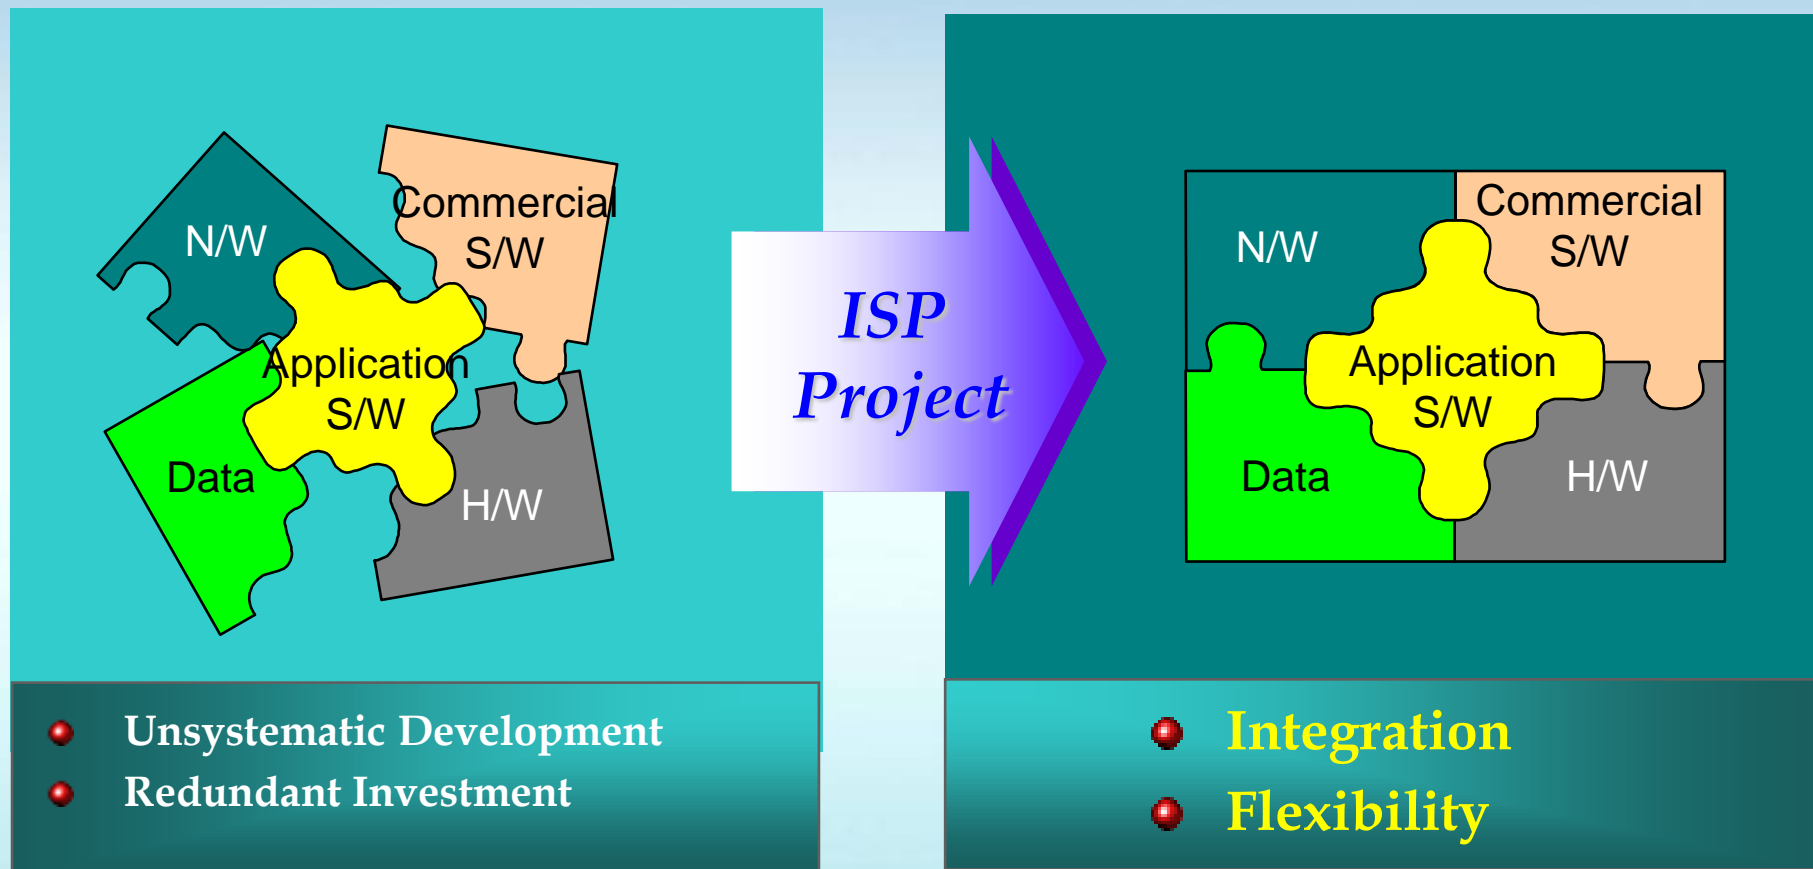 N/W
Commercial
S/W
Application
S/W
Data
H/W
Unsystematic Development
Redundant Investment
ISP
Project
N/W
Commercial
S/W
Application
S/W
Data
H/W
Integration
Flexibility